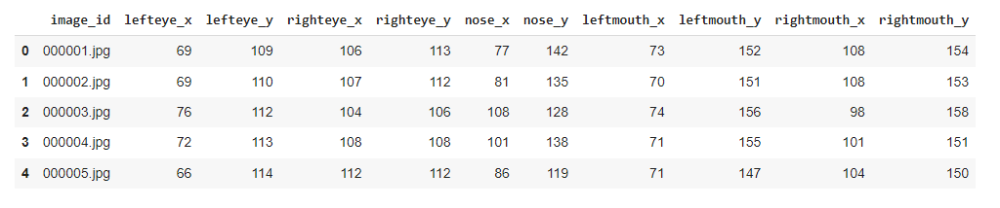 image_id lefteye_x lefteye_y righteye_x righteye_y nose_x nose_y leftmouth_x leftmouth_y rightmouth_x rightmouth_y
0 000001.jpg 69 109 106 113 77 142 73 152 108 154
1 000002.jpg 69 110 107 112 81 135 70 151 108 153
2 000003.jpg 76 112 104 106 108 128 74 156 98 158
3 000004.jpg 72 113 108 108 101 138 71 155 101 151
4 000005.jpg 66 114 112 112 86 119 71 147 104 150